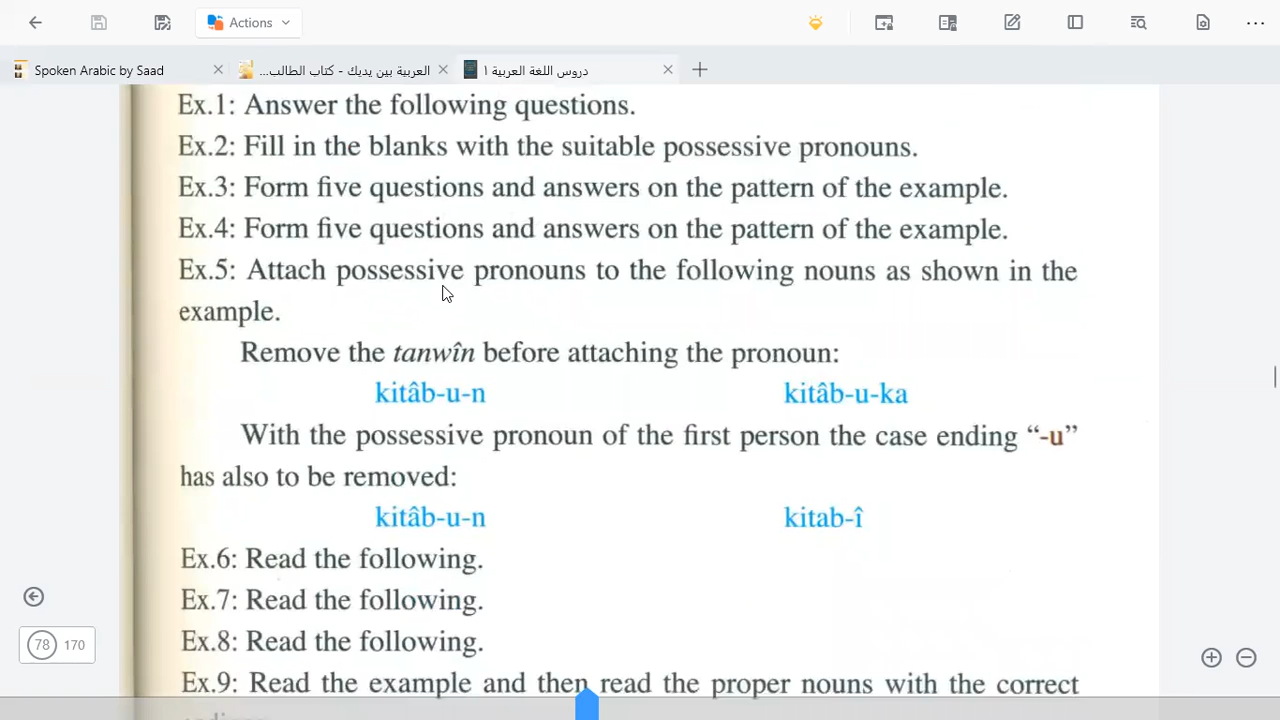 Actions
Spoken Arabic by Saad
العربية بين يديك - كتاب الطالب...
دروس اللغة العربية ١
Ex.1: Answer the following questions.
Ex.2: Fill in the blanks with the suitable possessive pronouns.
Ex.3: Form five questions and answers on the pattern of the example.
Ex.4: Form five questions and answers on the pattern of the example.
Ex.5: Attach possessive pronouns to the following nouns as shown in the
example.
Remove the tanwîn before attaching the pronoun:
kitâb-u-n kitâb-u-ka
With the possessive pronoun of the first person the case ending “-u”
has also to be removed:
kitâb-u-n kitab-î
Ex.6: Read the following.
Ex.7: Read the following.
Ex.8: Read the following.
Ex.9: Read the example and then read the proper nouns with the correct
78 170